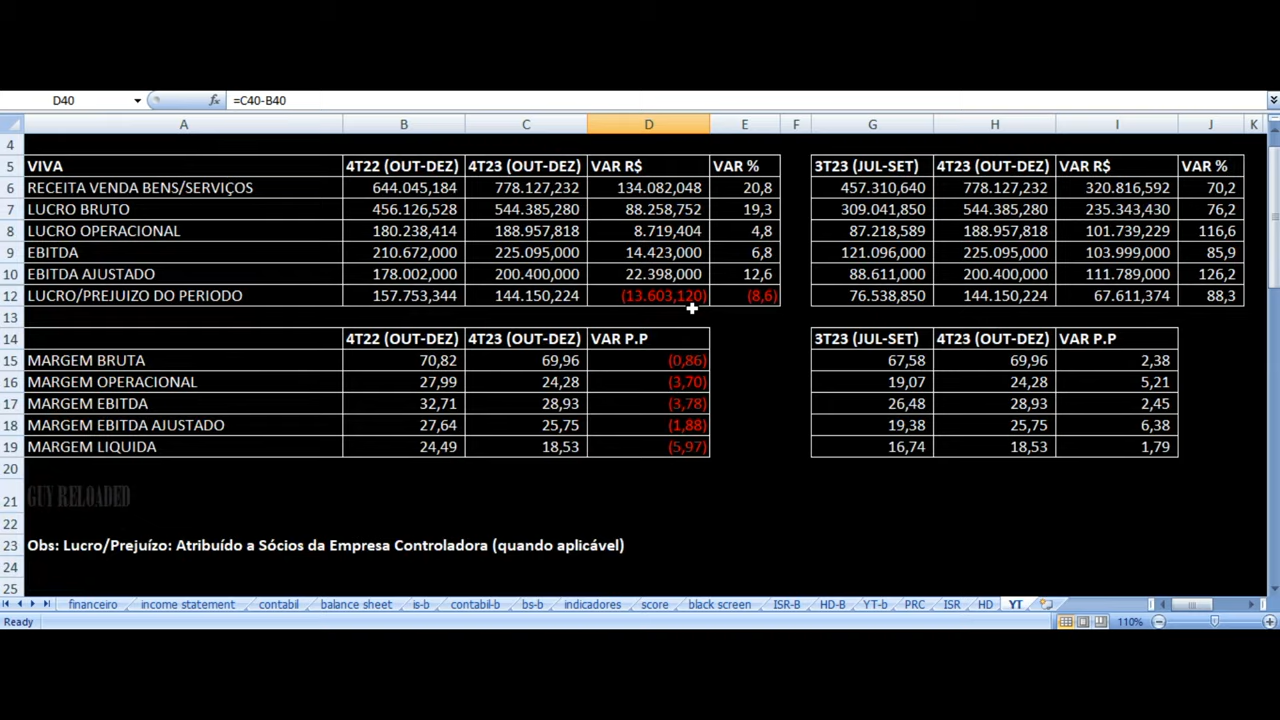 D40 =C40-B40
A B C D E F G H I J K
4
5 VIVA 4T22 (OUT-DEZ) 4T23 (OUT-DEZ) VAR R$ VAR % 3T23 (JUL-SET) 4T23 (OUT-DEZ) VAR R$ VAR %
6 RECEITA VENDA BENS/SERVIÇOS 644.045,184 778.127,232 134.082,048 20,8 457.310,640 778.127,232 320.816,592 70,2
7 LUCRO BRUTO 456.126,528 544.385,280 88.258,752 19,3 309.041,850 544.385,280 235.343,430 76,2
8 LUCRO OPERACIONAL 180.238,414 188.957,818 8.719,404 4,8 87.218,589 188.957,818 101.739,229 116,6
9 EBITDA 210.672,000 225.095,000 14.423,000 6,8 121.096,000 225.095,000 103.999,000 85,9
10 EBITDA AJUSTADO 178.002,000 200.400,000 22.398,000 12,6 88.611,000 200.400,000 111.789,000 126,2
12 LUCRO/PREJUIZO DO PERIODO 157.753,344 144.150,224 (13.603,120) (8,6) 76.538,850 144.150,224 67.611,374 88,3
13
14 4T22 (OUT-DEZ) 4T23 (OUT-DEZ) VAR P.P 3T23 (JUL-SET) 4T23 (OUT-DEZ) VAR P.P
15 MARGEM BRUTA 70,82 69,96 (0,86) 67,58 69,96 2,38
16 MARGEM OPERACIONAL 27,99 24,28 (3,70) 19,07 24,28 5,21
17 MARGEM EBITDA 32,71 28,93 (3,78) 26,48 28,93 2,45
18 MARGEM EBITDA AJUSTADO 27,64 25,75 (1,88) 19,38 25,75 6,38
19 MARGEM LIQUIDA 24,49 18,53 (5,97) 16,74 18,53 1,79
20
21 GUY RELOADED
22
23 Obs: Lucro/Prejuízo: Atribuído a Sócios da Empresa Controladora (quando aplicável)
24
25
financeiro income statement contabil balance sheet is-b contabil-b bs-b indicadores score black screen ISR-B HD-B YT-b PRC ISR HD YT
Ready 110%